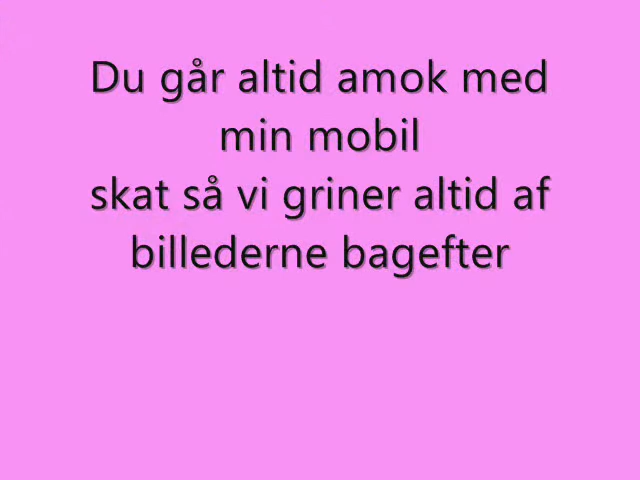 Du går altid amok med
min mobil
skat så vi griner altid af
billederne bagefter